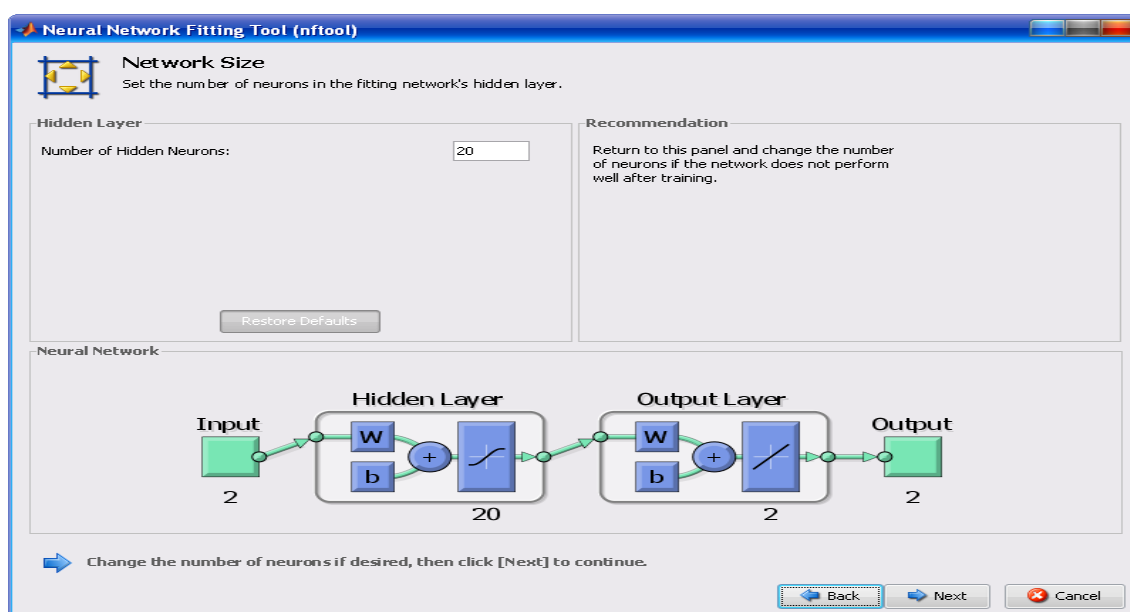 Neural Network Fitting Tool (nftool)
Network Size
Set the number of neurons in the fitting network's hidden layer.
Hidden Layer
Number of Hidden Neurons:
20
Restore Defaults
Recommendation
Return to this panel and change the number
of neurons if the network does not perform
well after training.
Neural Network
Hidden Layer
Output Layer
Input
Output
W
b
+
W
b
+
2
20
2
2
Change the number of neurons if desired, then click [Next] to continue.
Back
Next
Cancel